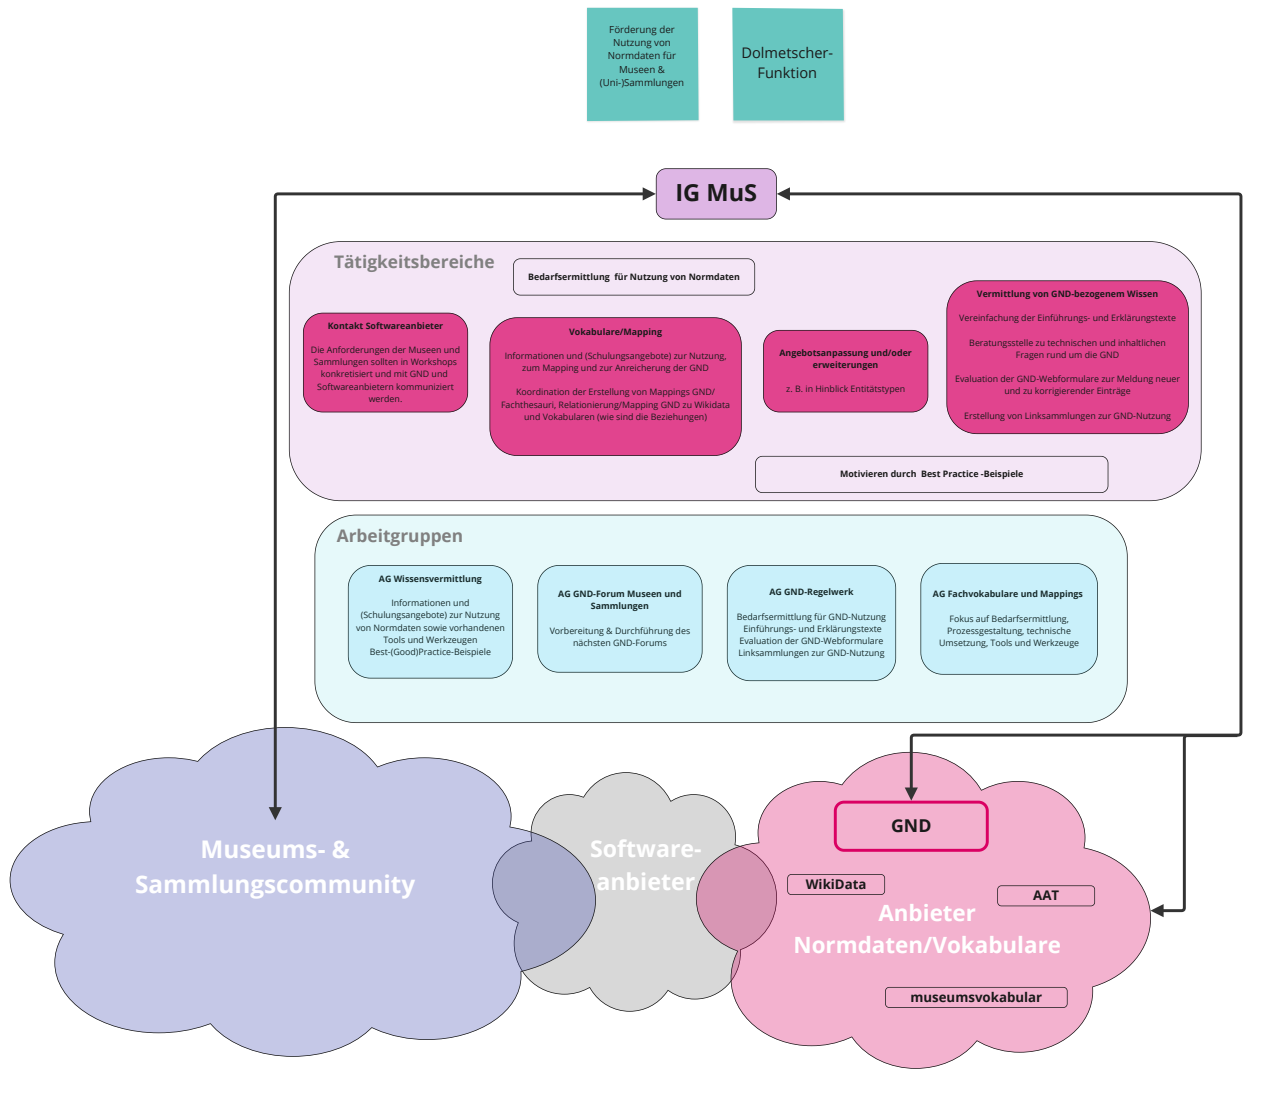 Förderung der
Nutzung von
Normdaten für
Museen &
(Uni-)Sammlungen
Dolmetscher-
Funktion
IG MuS
Tätigkeitsbereiche
Bedarfsermittlung für Nutzung von Normdaten
Kontakt Softwareanbieter
Die Anforderungen der Museen und
Sammlungen sollten in Workshops
konkretisiert und mit GND und
Softwareanbietern kommuniziert
werden.
Vokabulare/Mapping
Informationen und (Schulungsangebote) zur Nutzung,
zum Mapping und zur Anreicherung der GND
Koordination der Erstellung von Mappings GND/
Fachthesauri, Relationierung/Mapping GND zu Wikidata
und Vokabularen (wie sind die Beziehungen)
Angebotsanpassung und/oder
erweiterungen
z. B. in Hinblick Entitätstypen
Vermittlung von GND-bezogenem Wissen
Vereinfachung der Einführungs- und Erklärungstexte
Beratungsstelle zu technischen und inhaltlichen
Fragen rund um die GND
Evaluation der GND-Webformulare zur Meldung neuer
und zu korrigierender Einträge
Erstellung von Linksammlungen zur GND-Nutzung
Motivieren durch Best Practice -Beispiele
Arbeitgruppen
AG Wissensvermittlung
Informationen und
(Schulungsangebote) zur Nutzung
von Normdaten sowie vorhandenen
Tools und Werkzeugen
Best-(Good)Practice-Beispiele
AG GND-Forum Museen und
Sammlungen
Vorbereitung & Durchführung des
nächsten GND-Forums
AG GND-Regelwerk
Bedarfsermittlung für GND-Nutzung
Einführungs- und Erklärungstexte
Evaluation der GND-Webformulare
Linksammlungen zur GND-Nutzung
AG Fachvokabulare und Mappings
Fokus auf Bedarfsermittlung,
Prozessgestaltung, technische
Umsetzung, Tools und Werkzeuge
Museums- &
Sammlungscommunity
Software-
anbieter
GND
WikiData
AAT
Anbieter
Normdaten/Vokabulare
museumsvokabular